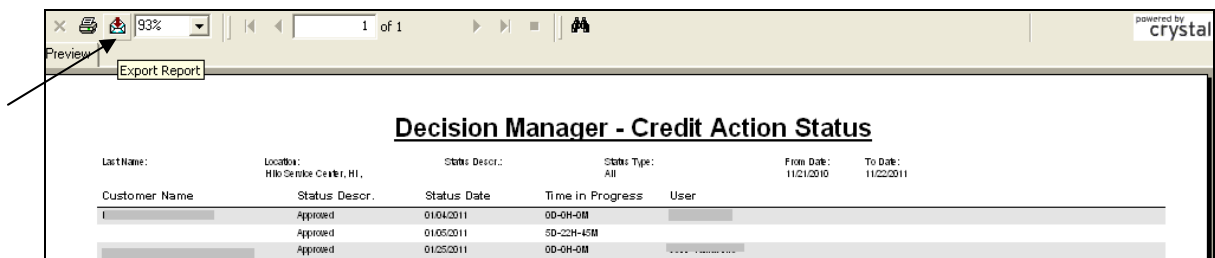 93% 1 of 1 powered by crystal
Preview
Export Report
Decision Manager - Credit Action Status
Last Name: Location: Status Descr.: Status Type: From Date: To Date:
Hilo Service Center, HI, All 11/21/2010 11/22/2011
Customer Name Status Descr. Status Date Time in Progress User
Approved 01/04/2011 0D-0H-0M
Approved 01/05/2011 5D-22H-45M
Approved 01/25/2011 0D-0H-0M